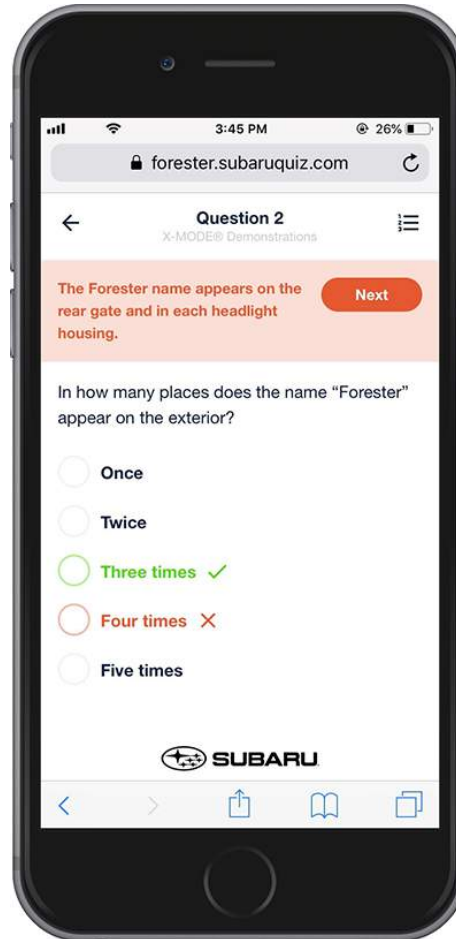 3:45 PM
26%
forester.subaruquiz.com
Question 2
X-MODE® Demonstrations
The Forester name appears on the
rear gate and in each headlight
housing.
Next
In how many places does the name “Forester”
appear on the exterior?
Once
Twice
Three times
Four times
Five times
SUBARU